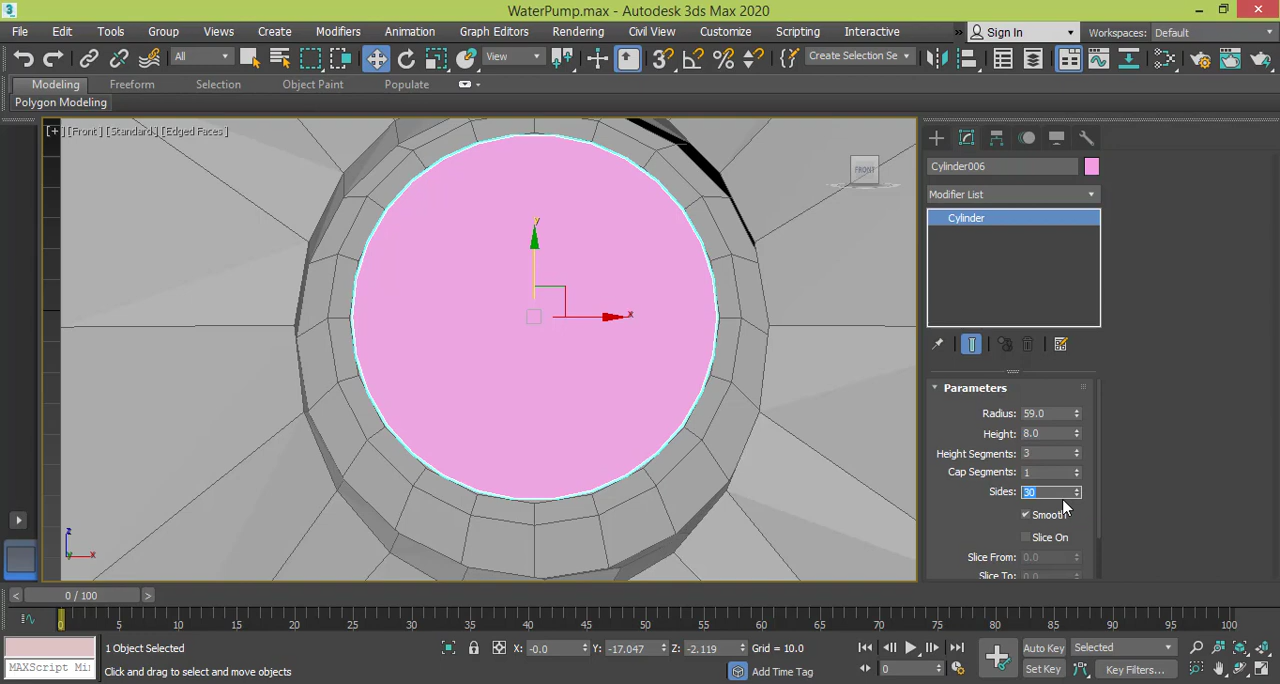 WaterPump.max - Autodesk 3ds Max 2020
File Edit Tools Group Views Create Modifiers Animation Graph Editors Rendering Civil View Customize Scripting Interactive » Sign In Workspaces: Default
All View Create Selection Se
Modeling Freeform Selection Object Paint Populate
Polygon Modeling
[+] [Front] [Standard] [Edged Faces]
FRONT
y
x
z
y x
Cylinder006
Modifier List
Cylinder
Parameters
Radius: 59.0
Height: 8.0
Height Segments: 3
Cap Segments: 1
Sides: 30
Smooth
Slice On
Slice From: 0.0
Slice To: 0.0
< 0 / 100 >
0 5 10 15 20 25 30 35 40 45 50 55 60 65 70 75 80 85 90 95 100
1 Object Selected X: -0.0 Y: -17.047 Z: -2.119 Grid = 10.0 Auto Key Selected
MAXScript Mi: Click and drag to select and move objects Add Time Tag 0 Set Key Key Filters...